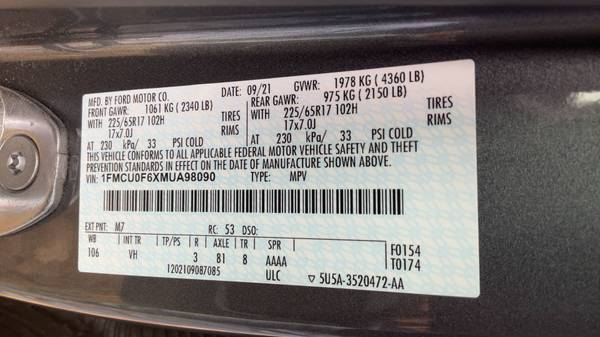 MFD. BY FORD MOTOR CO.
DATE: 09/21 GVWR: 1978 KG ( 4360 LB)
FRONT GAWR: 1061 KG ( 2340 LB)
REAR GAWR: 975 KG ( 2150 LB)
WITH 225/65R17 102H TIRES
17x7.0J RIMS
AT 230 kPa/ 33 PSI COLD
WITH 225/65R17 102H TIRES
17x7.0J RIMS
AT 230 kPa/ 33 PSI COLD
THIS VEHICLE CONFORMS TO ALL APPLICABLE FEDERAL MOTOR VEHICLE SAFETY AND THEFT
PREVENTION STANDARDS IN EFFECT ON THE DATE OF MANUFACTURE SHOWN ABOVE.
VIN: 1FMCU0F6XMUA98090 TYPE: MPV
EXT PNT: M7 RC: 53 DSO:
WB TP/PS R AXLE TR SPR
106 VH 3 81 8 AAAA
1202109087085 ULC
F0154
T0174
5U5A-3520472-AA